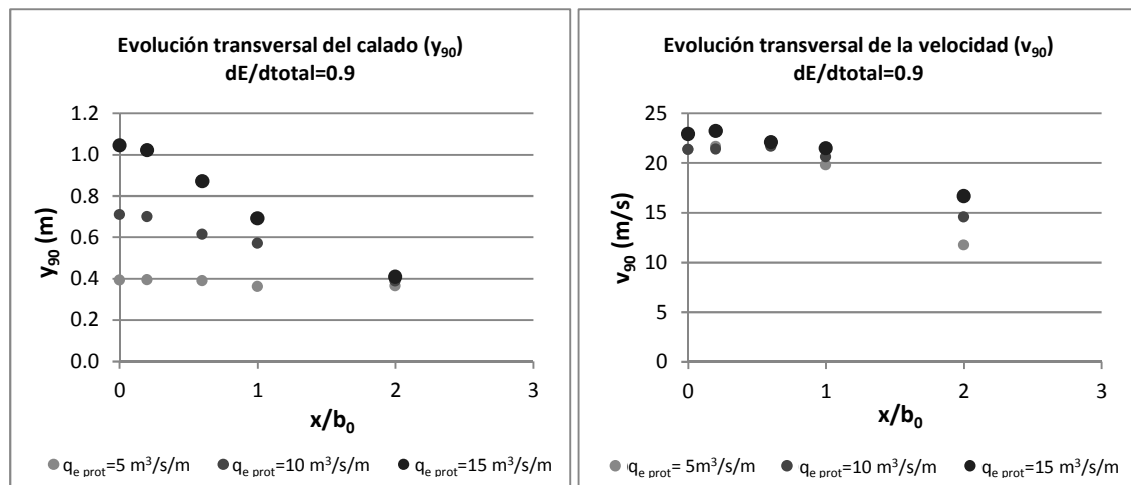 Evolución transversal del calado (y90)
dE/dtotal=0.9
1.2
1.0
0.8
0.6
0.4
0.2
0.0
y90 (m)
0 1 2 3
x/b0
qe prot=5 m³/s/m qe prot=10 m³/s/m qe prot=15 m³/s/m
Evolución transversal de la velocidad (v90)
dE/dtotal=0.9
25
20
15
10
5
0
v90 (m/s)
0 1 2 3
x/b0
qe prot= 5m³/s/m qe prot=10 m³/s/m qe prot=15 m³/s/m